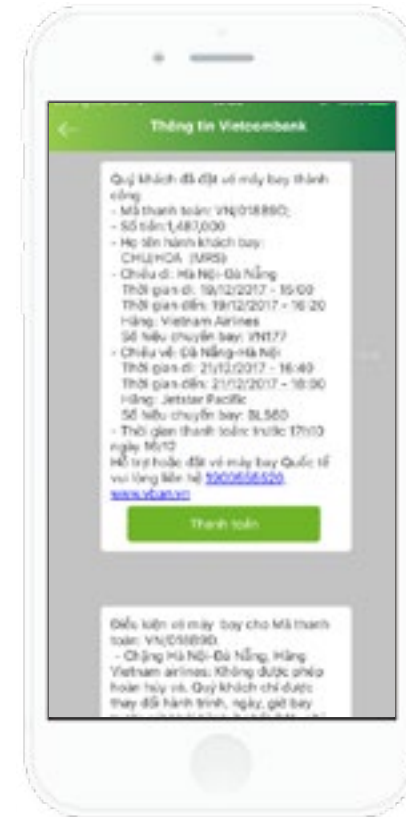 Thông tin Vietcombank
Quý khách đã đặt vé máy bay thành
công
- Mã thanh toán:
- Số tiền:1,487,000
- Họ tên hành khách bay:
CHU/HOA (MRS)
- Chiều đi: Hà Nội-Đà Nẵng
Thời gian đi: 19/12/2017 - 15:00
Thời gian đến: 19/12/2017 - 16:20
Hãng: Vietnam Airlines
Số hiệu chuyến bay: VN177
- Chiều về: Đà Nẵng-Hà Nội
Thời gian đi: 21/12/2017 - 16:40
Thời gian đến: 21/12/2017 - 18:00
Hãng: Jetstar Pacific
Số hiệu chuyến bay: BL580
- Thời gian thanh toán: trước 17h10
ngày 16/12
Hỗ trợ hoặc đặt vé máy bay Quốc tế
vui lòng liên hệ
Thanh toán
Điều kiện vé máy bay cho Mã thanh
toán:
- Chặng Hà Nội-Đà Nẵng, Hãng
Vietnam airlines: Không được phép
hoàn hủy vé. Quý khách chỉ được
thay đổi hành trình, ngày, giờ bay